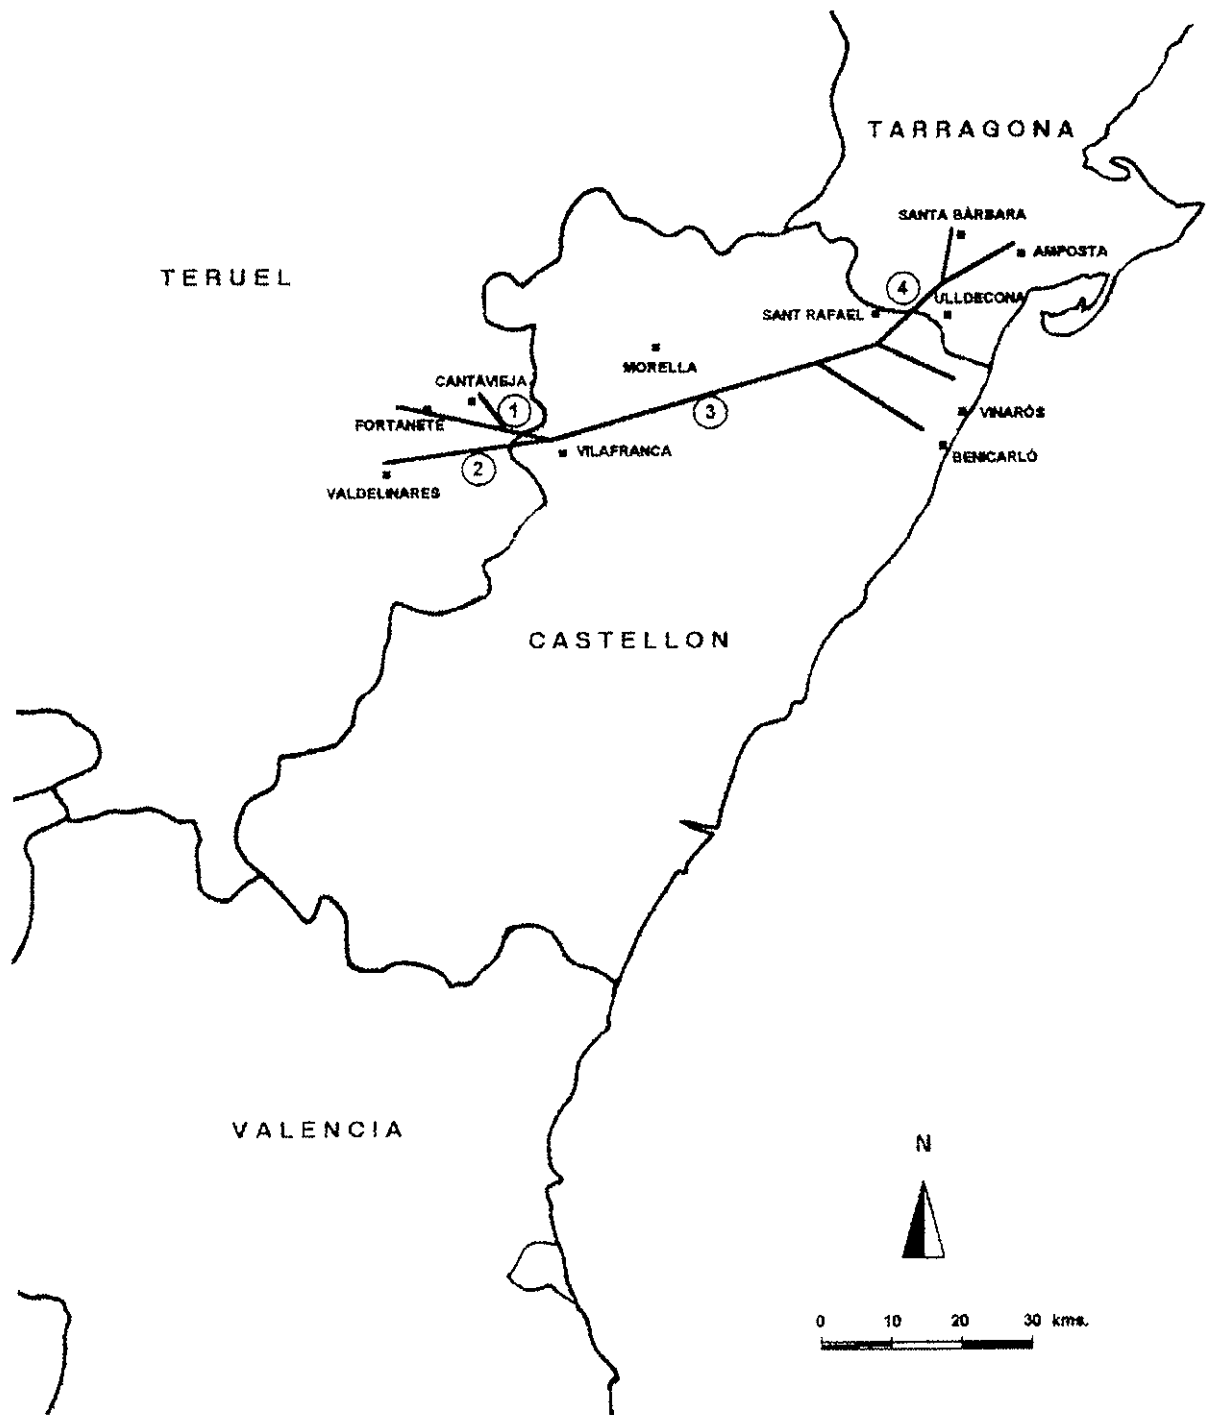 TARRAGONA
SANTA BÀRBARA
AMPOSTA
TERUEL
4
ULLDECONA
SANT RAFAEL
MORELLA
CANTAVIEJA
1
3
FORTANETE
VINARÒS
VILAFRANCA
BENICARLÓ
2
VALDELINARES
CASTELLON
VALENCIA
N
0 10 20 30 kms.